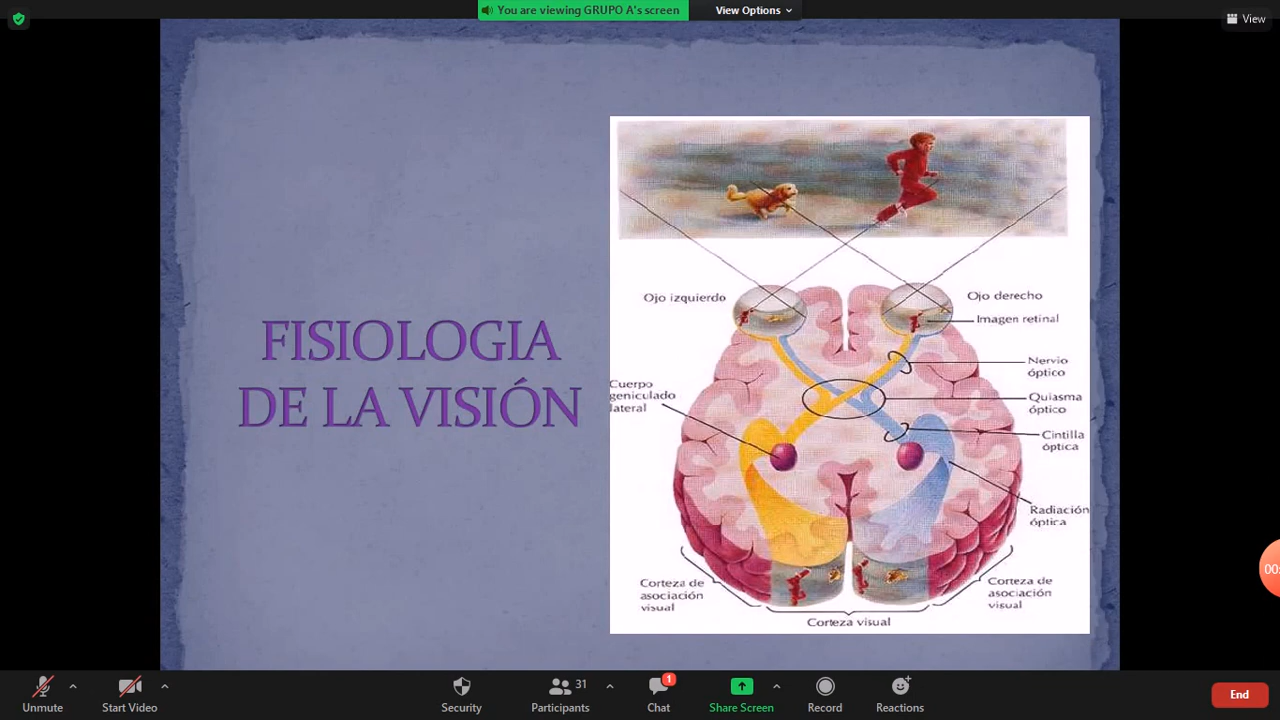 You are viewing GRUPO A's screen
View Options
View
FISIOLOGIA
DE LA VISIÓN
Ojo izquierdo
Ojo derecho
Imagen retinal
Nervio
óptico
Cuerpo
geniculado
lateral
Quiasma
óptico
Cintilla
óptica
Radiación
óptica
Corteza de
asociación
visual
Corteza de
asociación
visual
Corteza visual
00:
Unmute
Start Video
Security
31
Participants
1
Chat
Share Screen
Record
Reactions
End